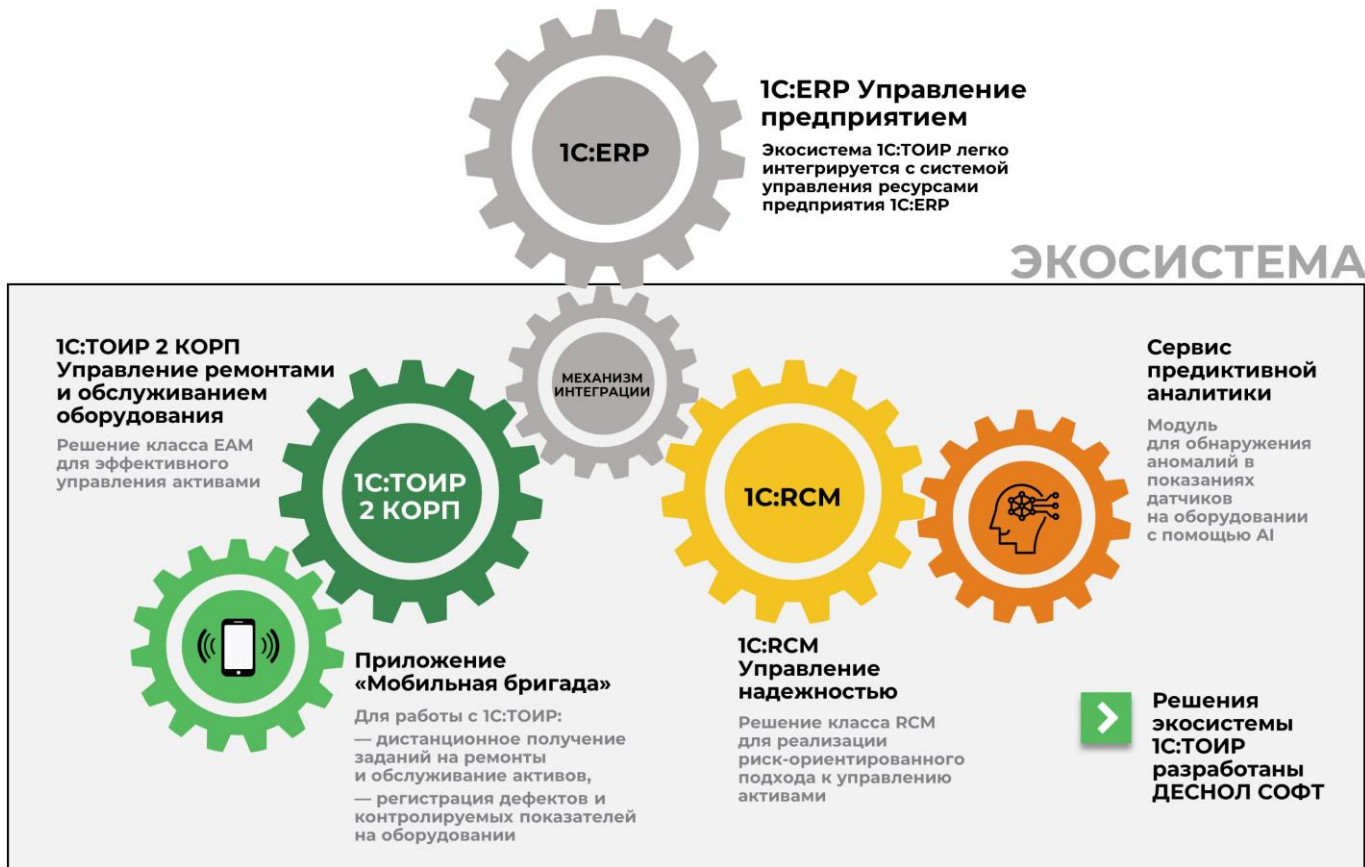 1С:ERP
1С:ERP Управление
предприятием
Экосистема 1С:ТОИР легко
интегрируется с системой
управления ресурсами
предприятия 1С:ERP
ЭКОСИСТЕМА
МЕХАНИЗМ
ИНТЕГРАЦИИ
1С:ТОИР 2 КОРП
Управление ремонтами
и обслуживанием
оборудования
Решение класса ЕАМ
для эффективного
управления активами
1С:ТОИР
2 КОРП
1С:RCM
Сервис
предиктивной
аналитики
Модуль
для обнаружения
аномалий в
показаниях
датчиков
на оборудовании
с помощью AI
Приложение
«Мобильная бригада»
Для работы с 1С:ТОИР:
— дистанционное получение
заданий на ремонты
и обслуживание активов,
— регистрация дефектов и
контролируемых показателей
на оборудовании
1С:RCM
Управление
надежностью
Решение класса RCM
для реализации
риск-ориентированного
подхода к управлению
активами
Решения
экосистемы
1С:ТОИР
разработаны
ДЕСНОЛ СОФТ